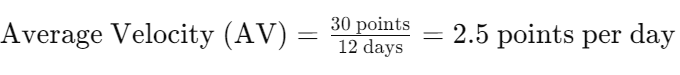 Average Velocity (AV) = 30 points / 12 days = 2.5 points per day